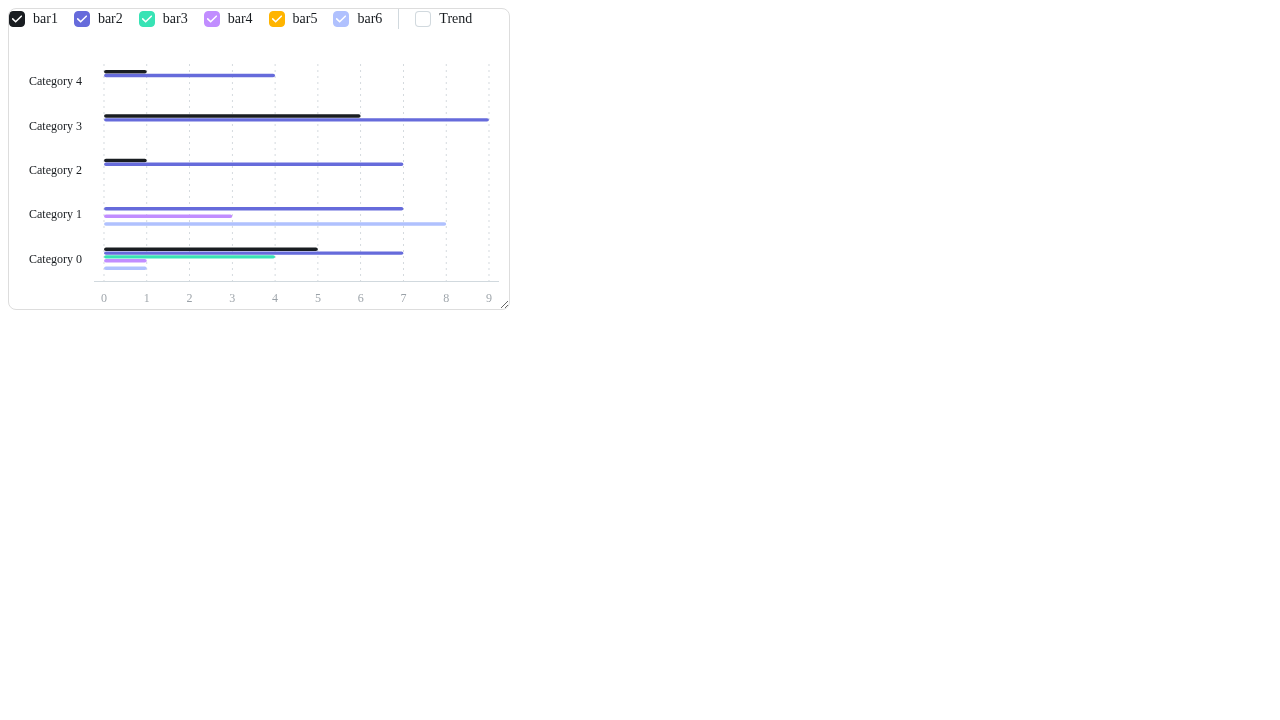 bar1 bar2 bar3 bar4 bar5 bar6 Trend
Category 4
Category 3
Category 2
Category 1
Category 0
0 1 2 3 4 5 6 7 8 9